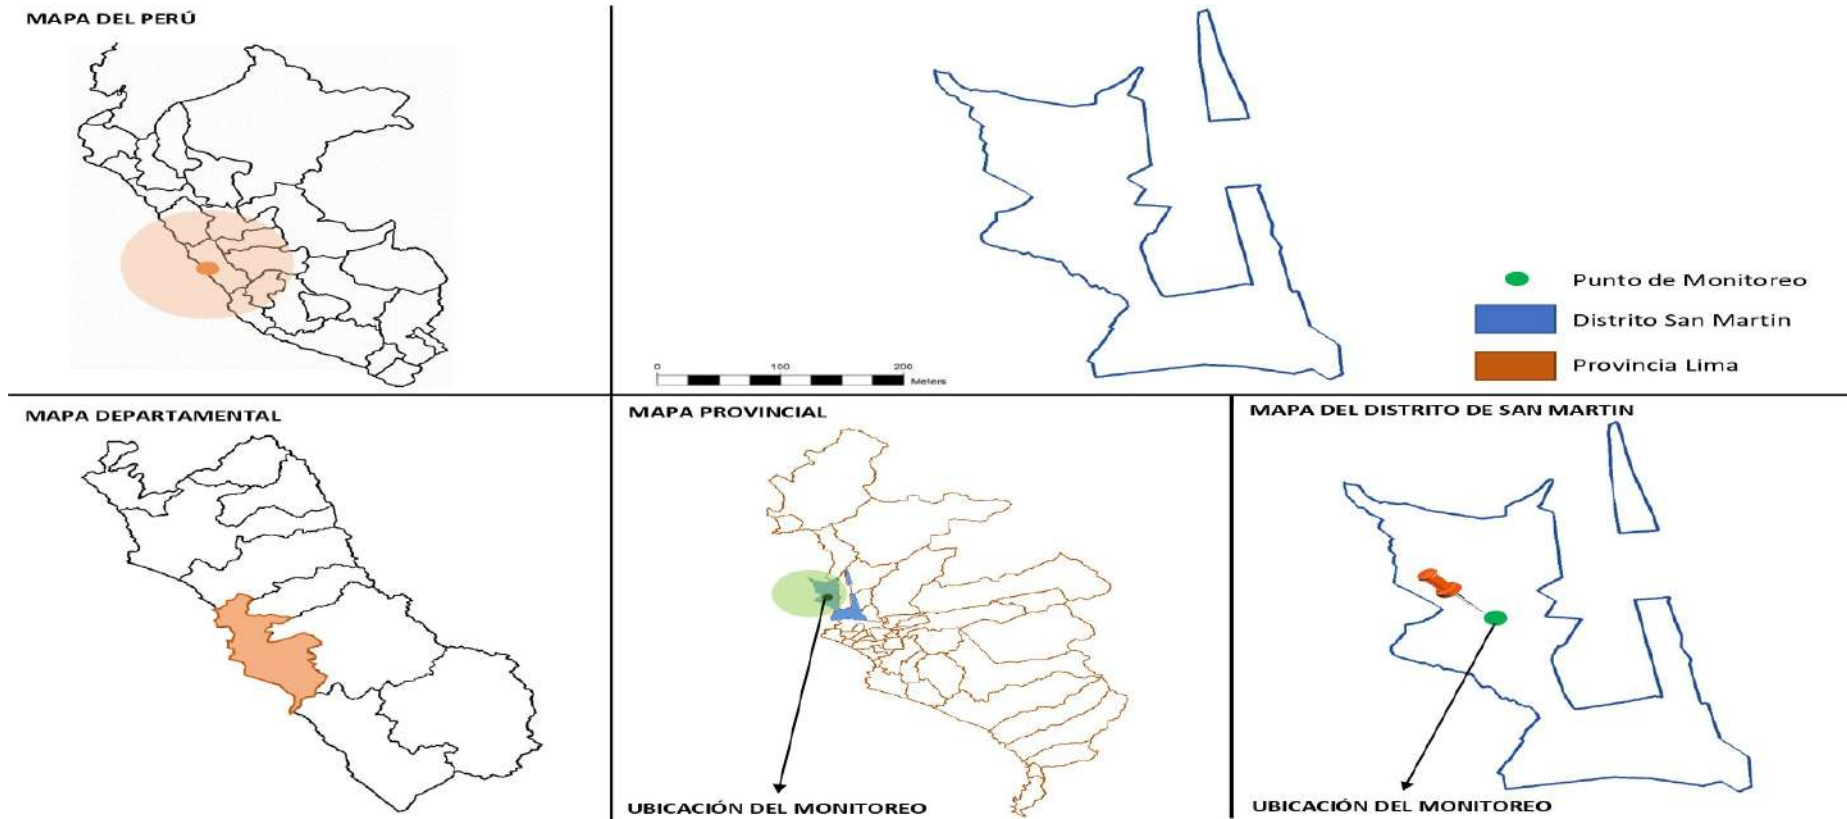 MAPA DEL PERÚ
Punto de Monitoreo
Distrito San Martin
Provincia Lima
0 100 200
Meters
MAPA DEPARTAMENTAL
MAPA PROVINCIAL
UBICACIÓN DEL MONITOREO
MAPA DEL DISTRITO DE SAN MARTIN
UBICACIÓN DEL MONITOREO